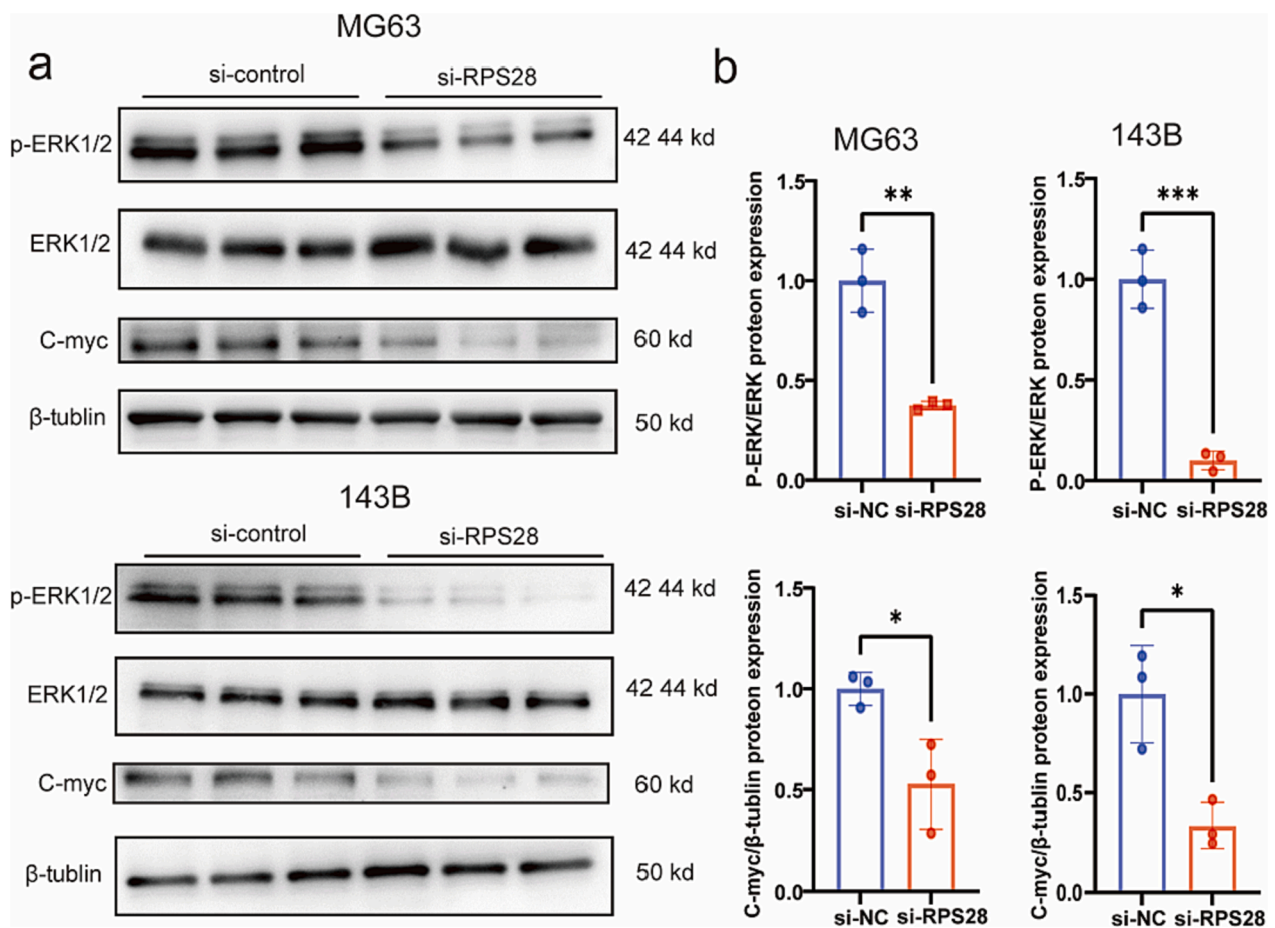 MG63
a
si-control si-RPS28
p-ERK1/2 42 44 kd
ERK1/2 42 44 kd
C-myc 60 kd
β-tublin 50 kd
143B
si-control si-RPS28
p-ERK1/2 42 44 kd
ERK1/2 42 44 kd
C-myc 60 kd
β-tublin 50 kd
b
MG63
P-ERK/ERK proteon expression
1.5
1.0
0.5
0.0
**
si-NC si-RPS28
143B
P-ERK/ERK proteon expression
1.5
1.0
0.5
0.0
***
si-NC si-RPS28
C-myc/β-tublin proteon expression
1.5
1.0
0.5
0.0
*
si-NC si-RPS28
C-myc/β-tublin proteon expression
1.5
1.0
0.5
0.0
*
si-NC si-RPS28